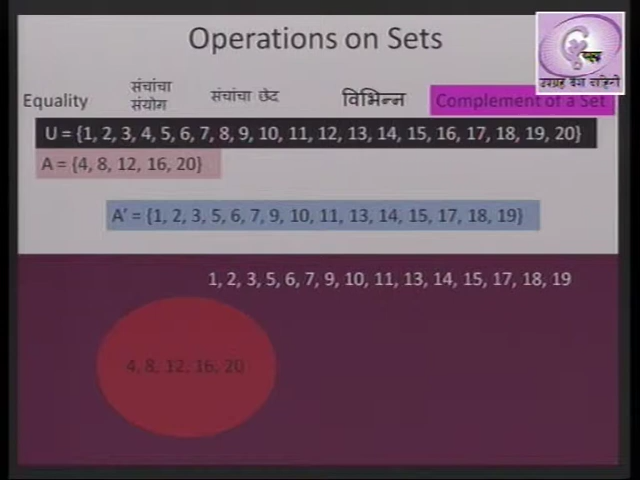 Operations on Sets
Equality
संचांचा
संयोग
संचांचा छेद
विभिन्न
Complement of a Set
U = {1, 2, 3, 4, 5, 6, 7, 8, 9, 10, 11, 12, 13, 14, 15, 16, 17, 18, 19, 20}
A = {4, 8, 12, 16, 20}
A’ = {1, 2, 3, 5, 6, 7, 9, 10, 11, 13, 14, 15, 17, 18, 19}
1, 2, 3, 5, 6, 7, 9, 10, 11, 13, 14, 15, 17, 18, 19
4, 8, 12, 16, 20